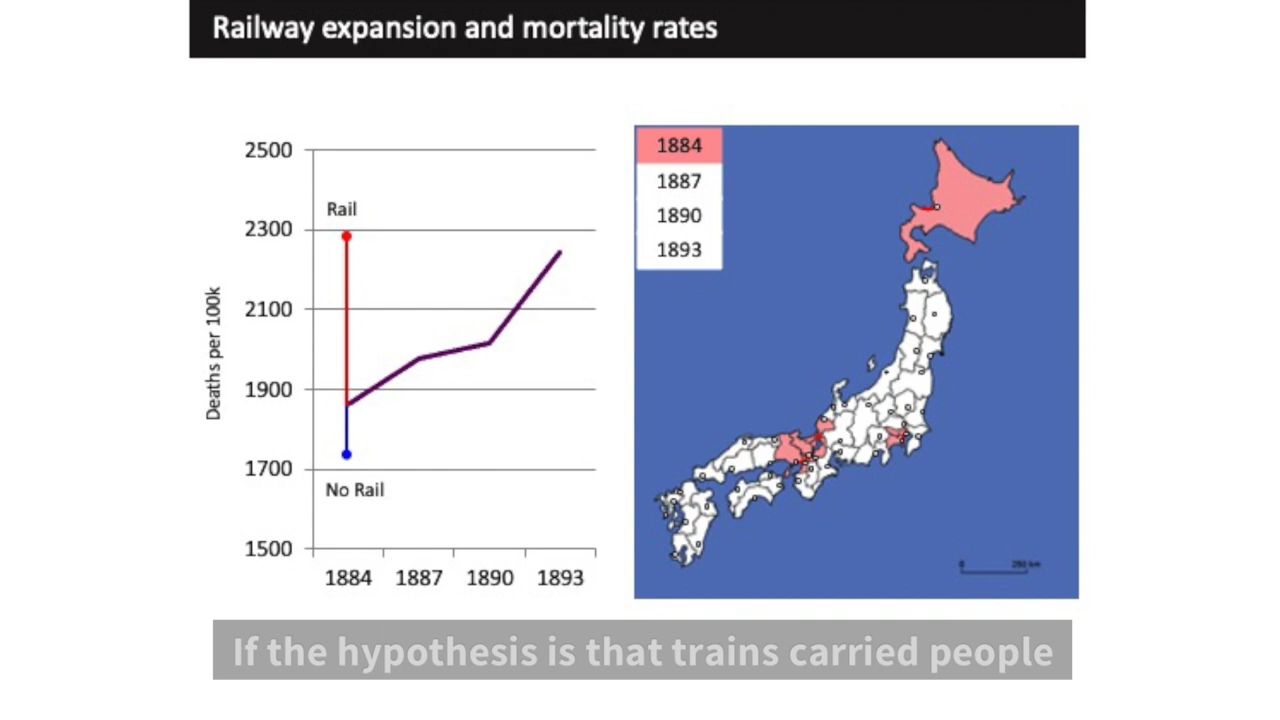 Railway expansion and mortality rates
2500
2300
2100
1900
1700
1500
Deaths per 100k
Rail
No Rail
1884
1887
1890
1893
1884
1887
1890
1893
0
250 km
If the hypothesis is that trains carried people